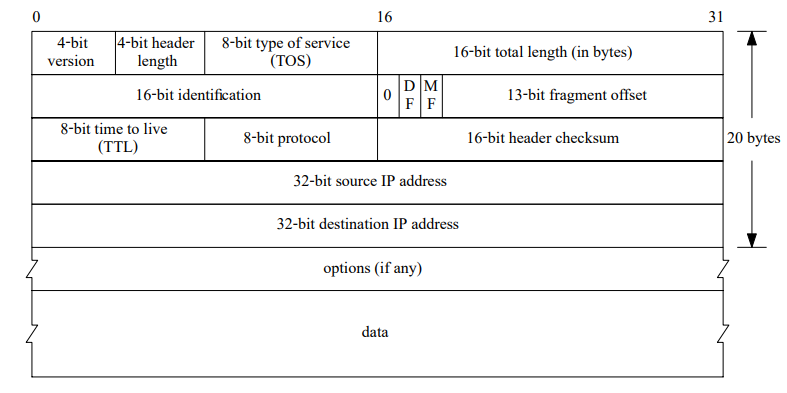 0 16 31
4-bit version
4-bit header length
8-bit type of service (TOS)
16-bit total length (in bytes)
16-bit identification
0
DF
MF
13-bit fragment offset
8-bit time to live (TTL)
8-bit protocol
16-bit header checksum
20 bytes
32-bit source IP address
32-bit destination IP address
options (if any)
data